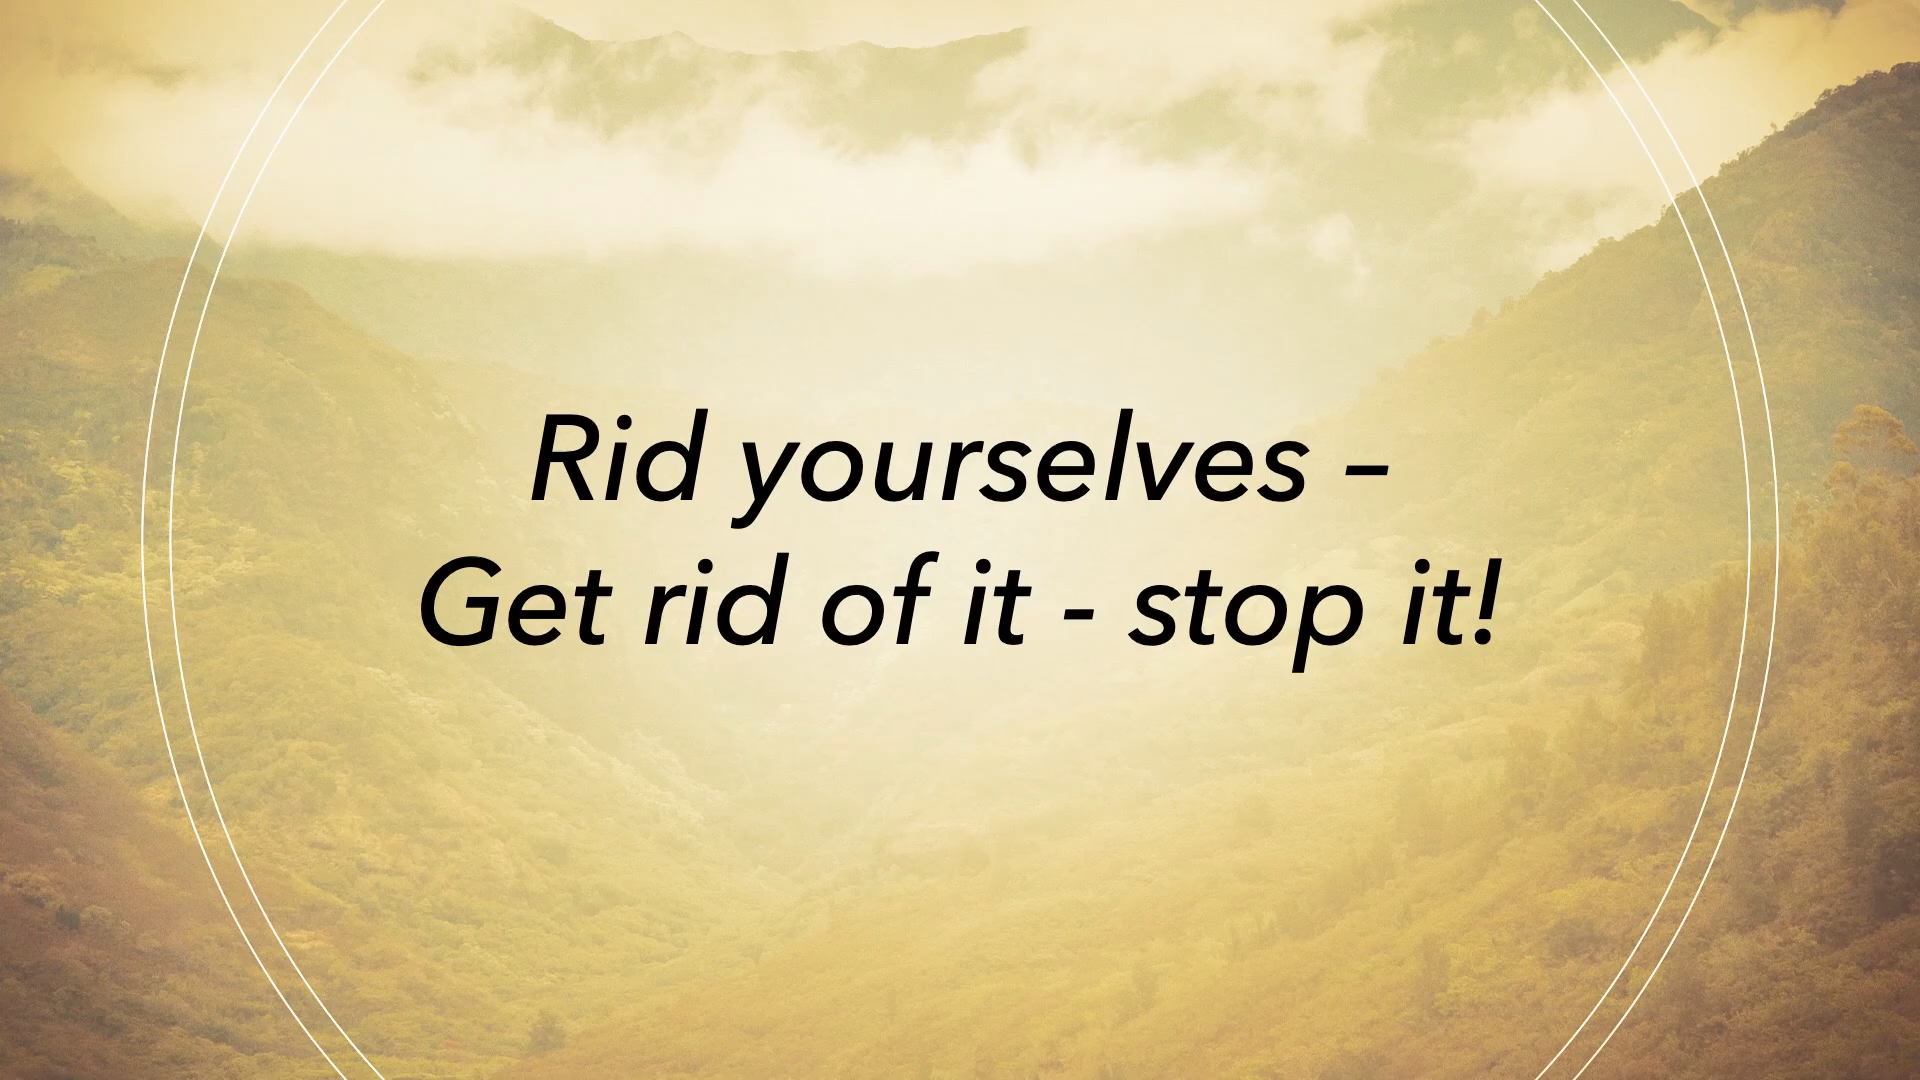 Rid yourselves –
Get rid of it - stop it!